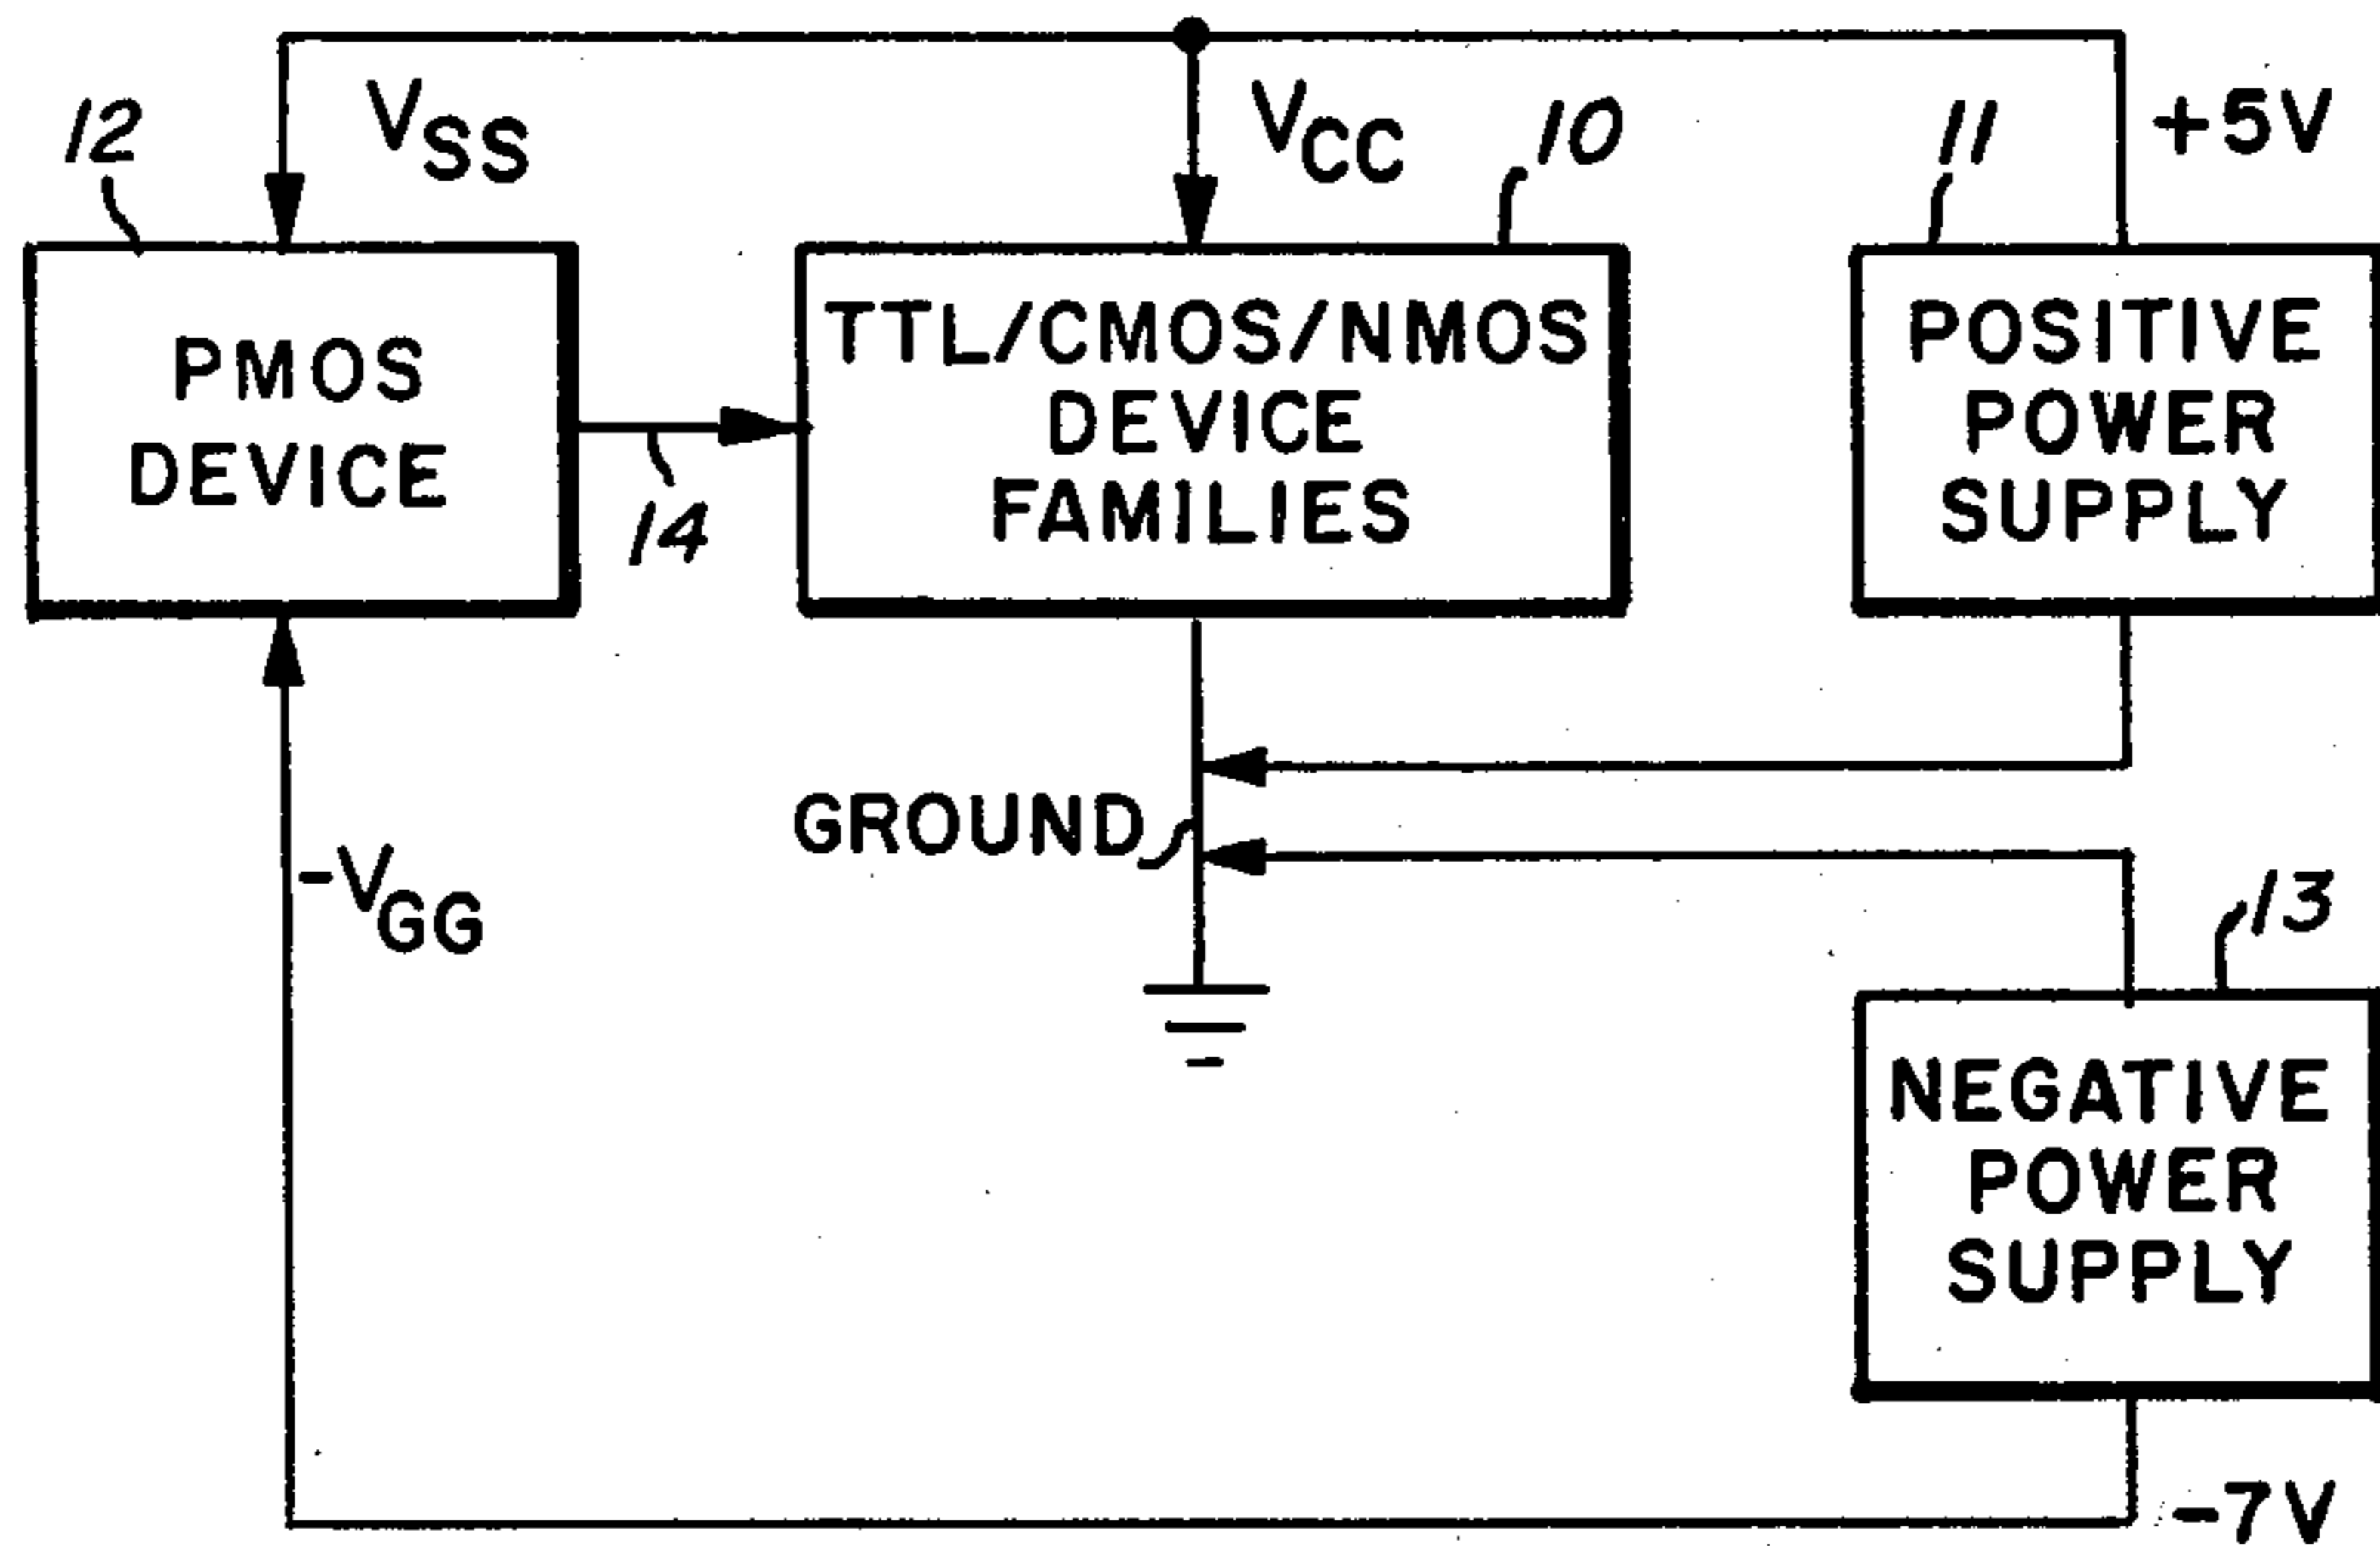 12
VSS
VCC
10
11
+5V
PMOS
DEVICE
14
TTL/CMOS/NMOS
DEVICE
FAMILIES
POSITIVE
POWER
SUPPLY
GROUND
-VGG
13
NEGATIVE
POWER
SUPPLY
-7V